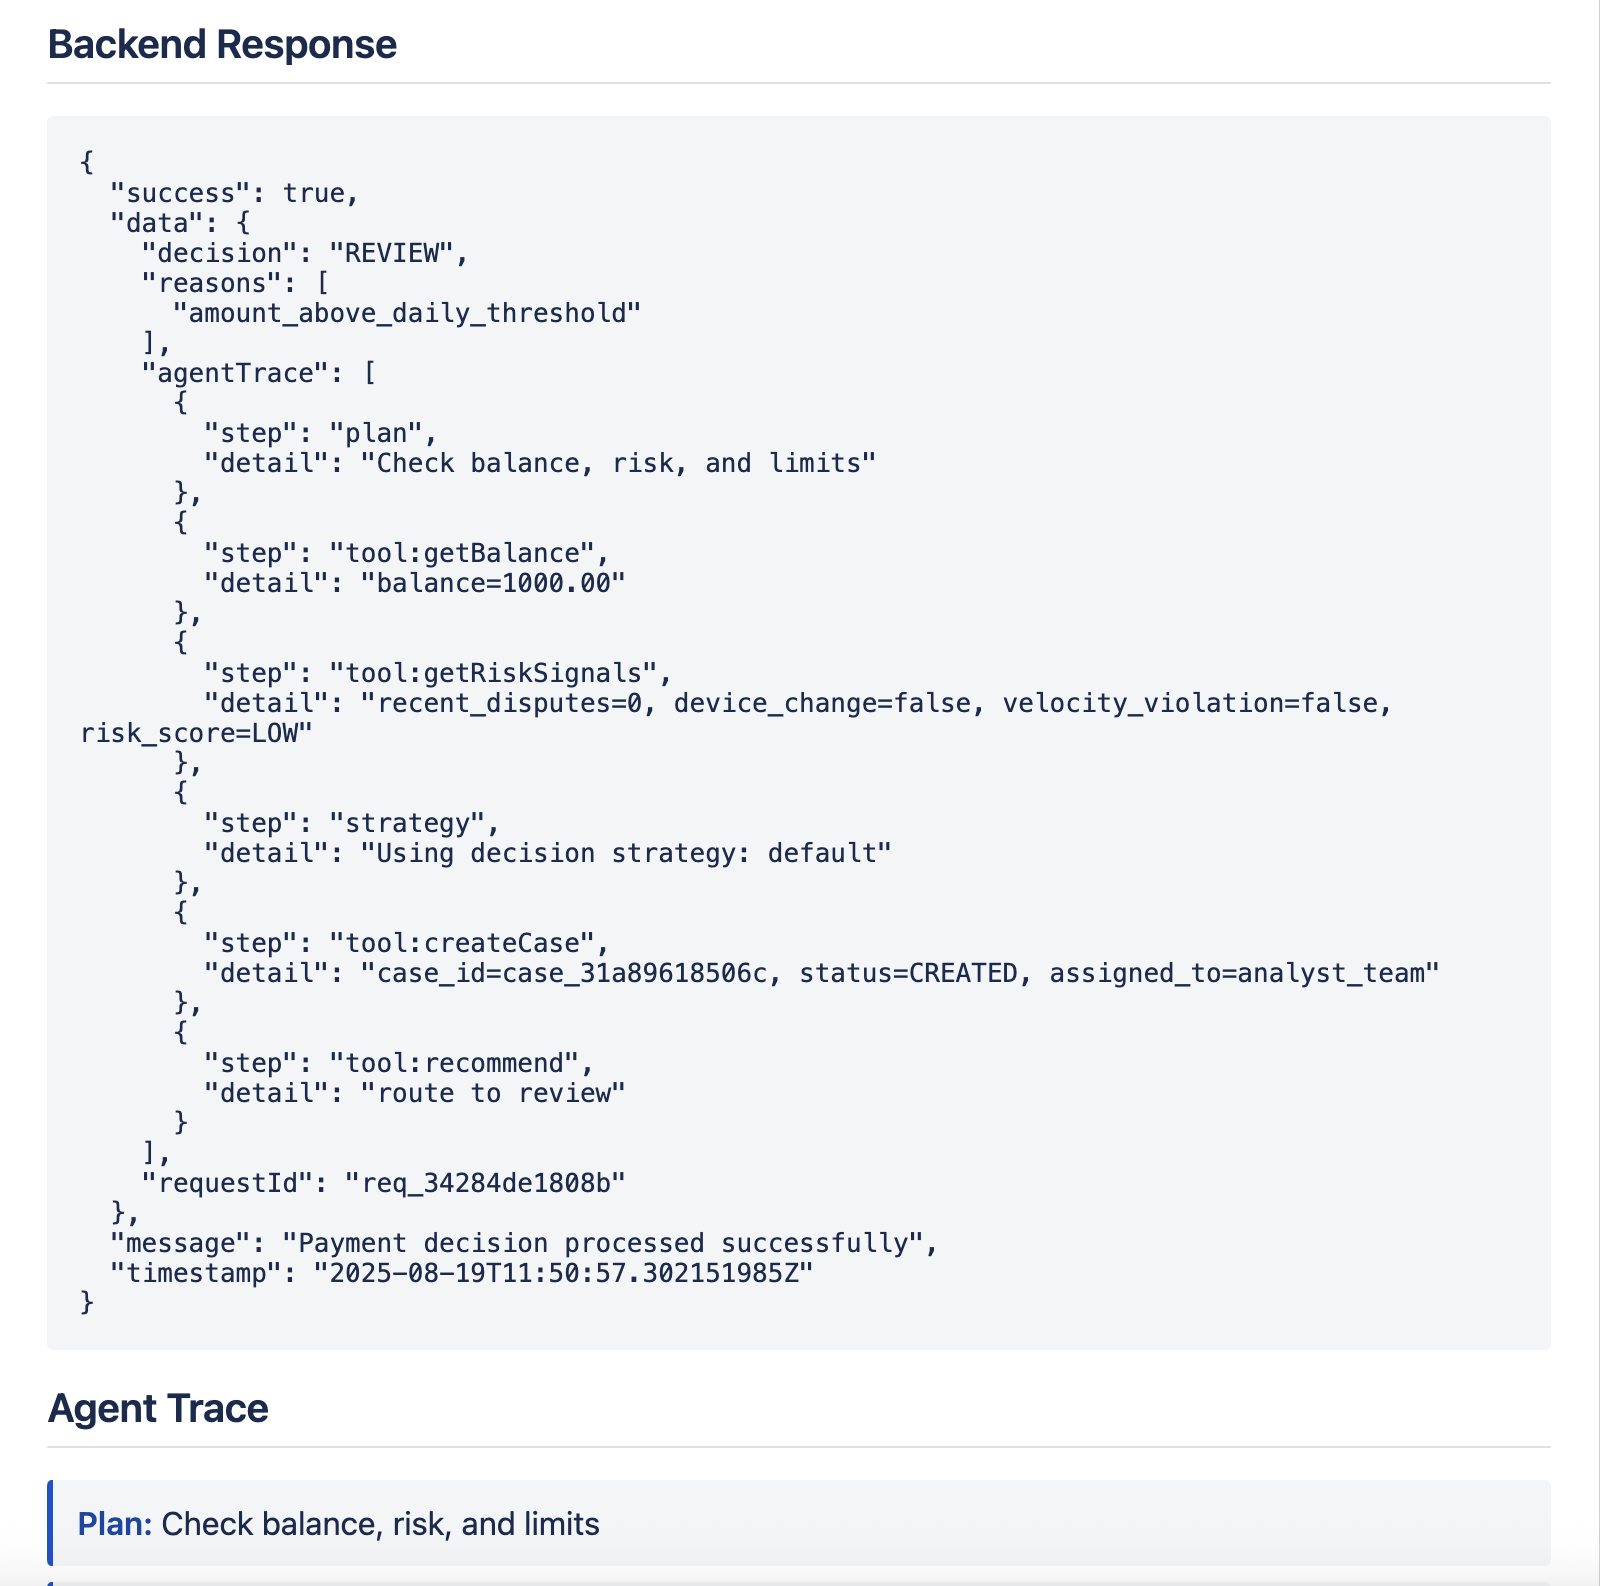 Backend Response
{
  "success": true,
  "data": {
    "decision": "REVIEW",
    "reasons": [
      "amount_above_daily_threshold"
    ],
    "agentTrace": [
      {
        "step": "plan",
        "detail": "Check balance, risk, and limits"
      },
      {
        "step": "tool:getBalance",
        "detail": "balance=1000.00"
      },
      {
        "step": "tool:getRiskSignals",
        "detail": "recent_disputes=0, device_change=false, velocity_violation=false,
risk_score=LOW"
      },
      {
        "step": "strategy",
        "detail": "Using decision strategy: default"
      },
      {
        "step": "tool:createCase",
        "detail": "case_id=case_31a89618506c, status=CREATED, assigned_to=analyst_team"
      },
      {
        "step": "tool:recommend",
        "detail": "route to review"
      }
    ],
    "requestId": "req_34284de1808b"
  },
  "message": "Payment decision processed successfully",
  "timestamp": "2025-08-19T11:50:57.302151985Z"
}
Agent Trace
Plan: Check balance, risk, and limits